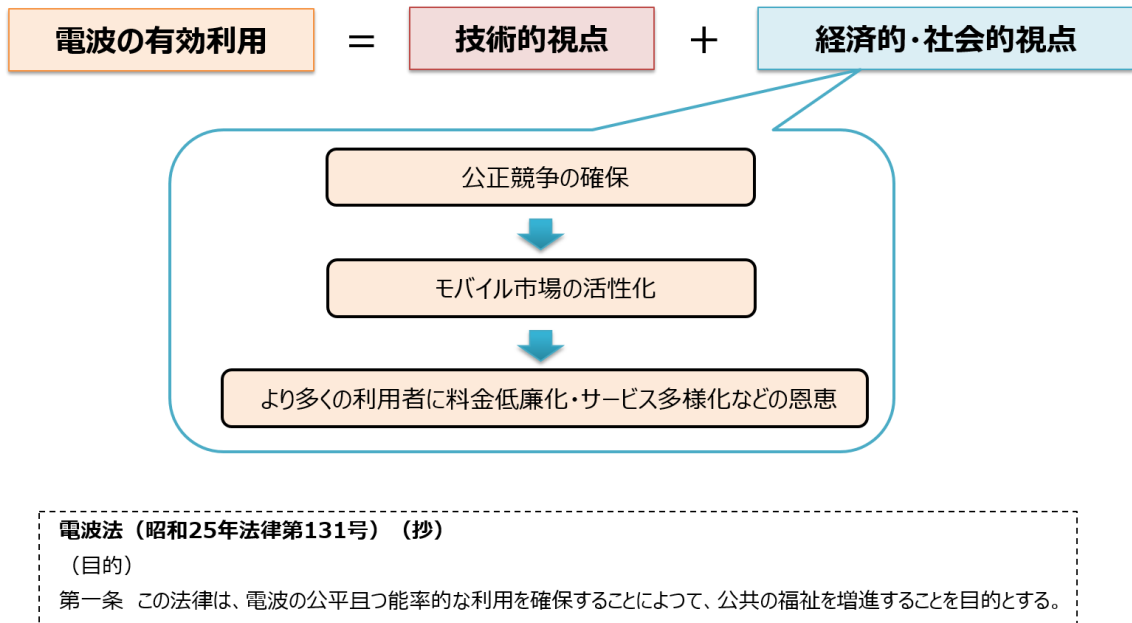 電波の有効利用 = 技術的視点 + 経済的・社会的視点
公正競争の確保
モバイル市場の活性化
より多くの利用者に料金低廉化・サービス多様化などの恩恵
電波法（昭和25年法律第131号）（抄）
（目的）
第一条 この法律は、電波の公平且つ能率的な利用を確保することによつて、公共の福祉を増進することを目的とする。